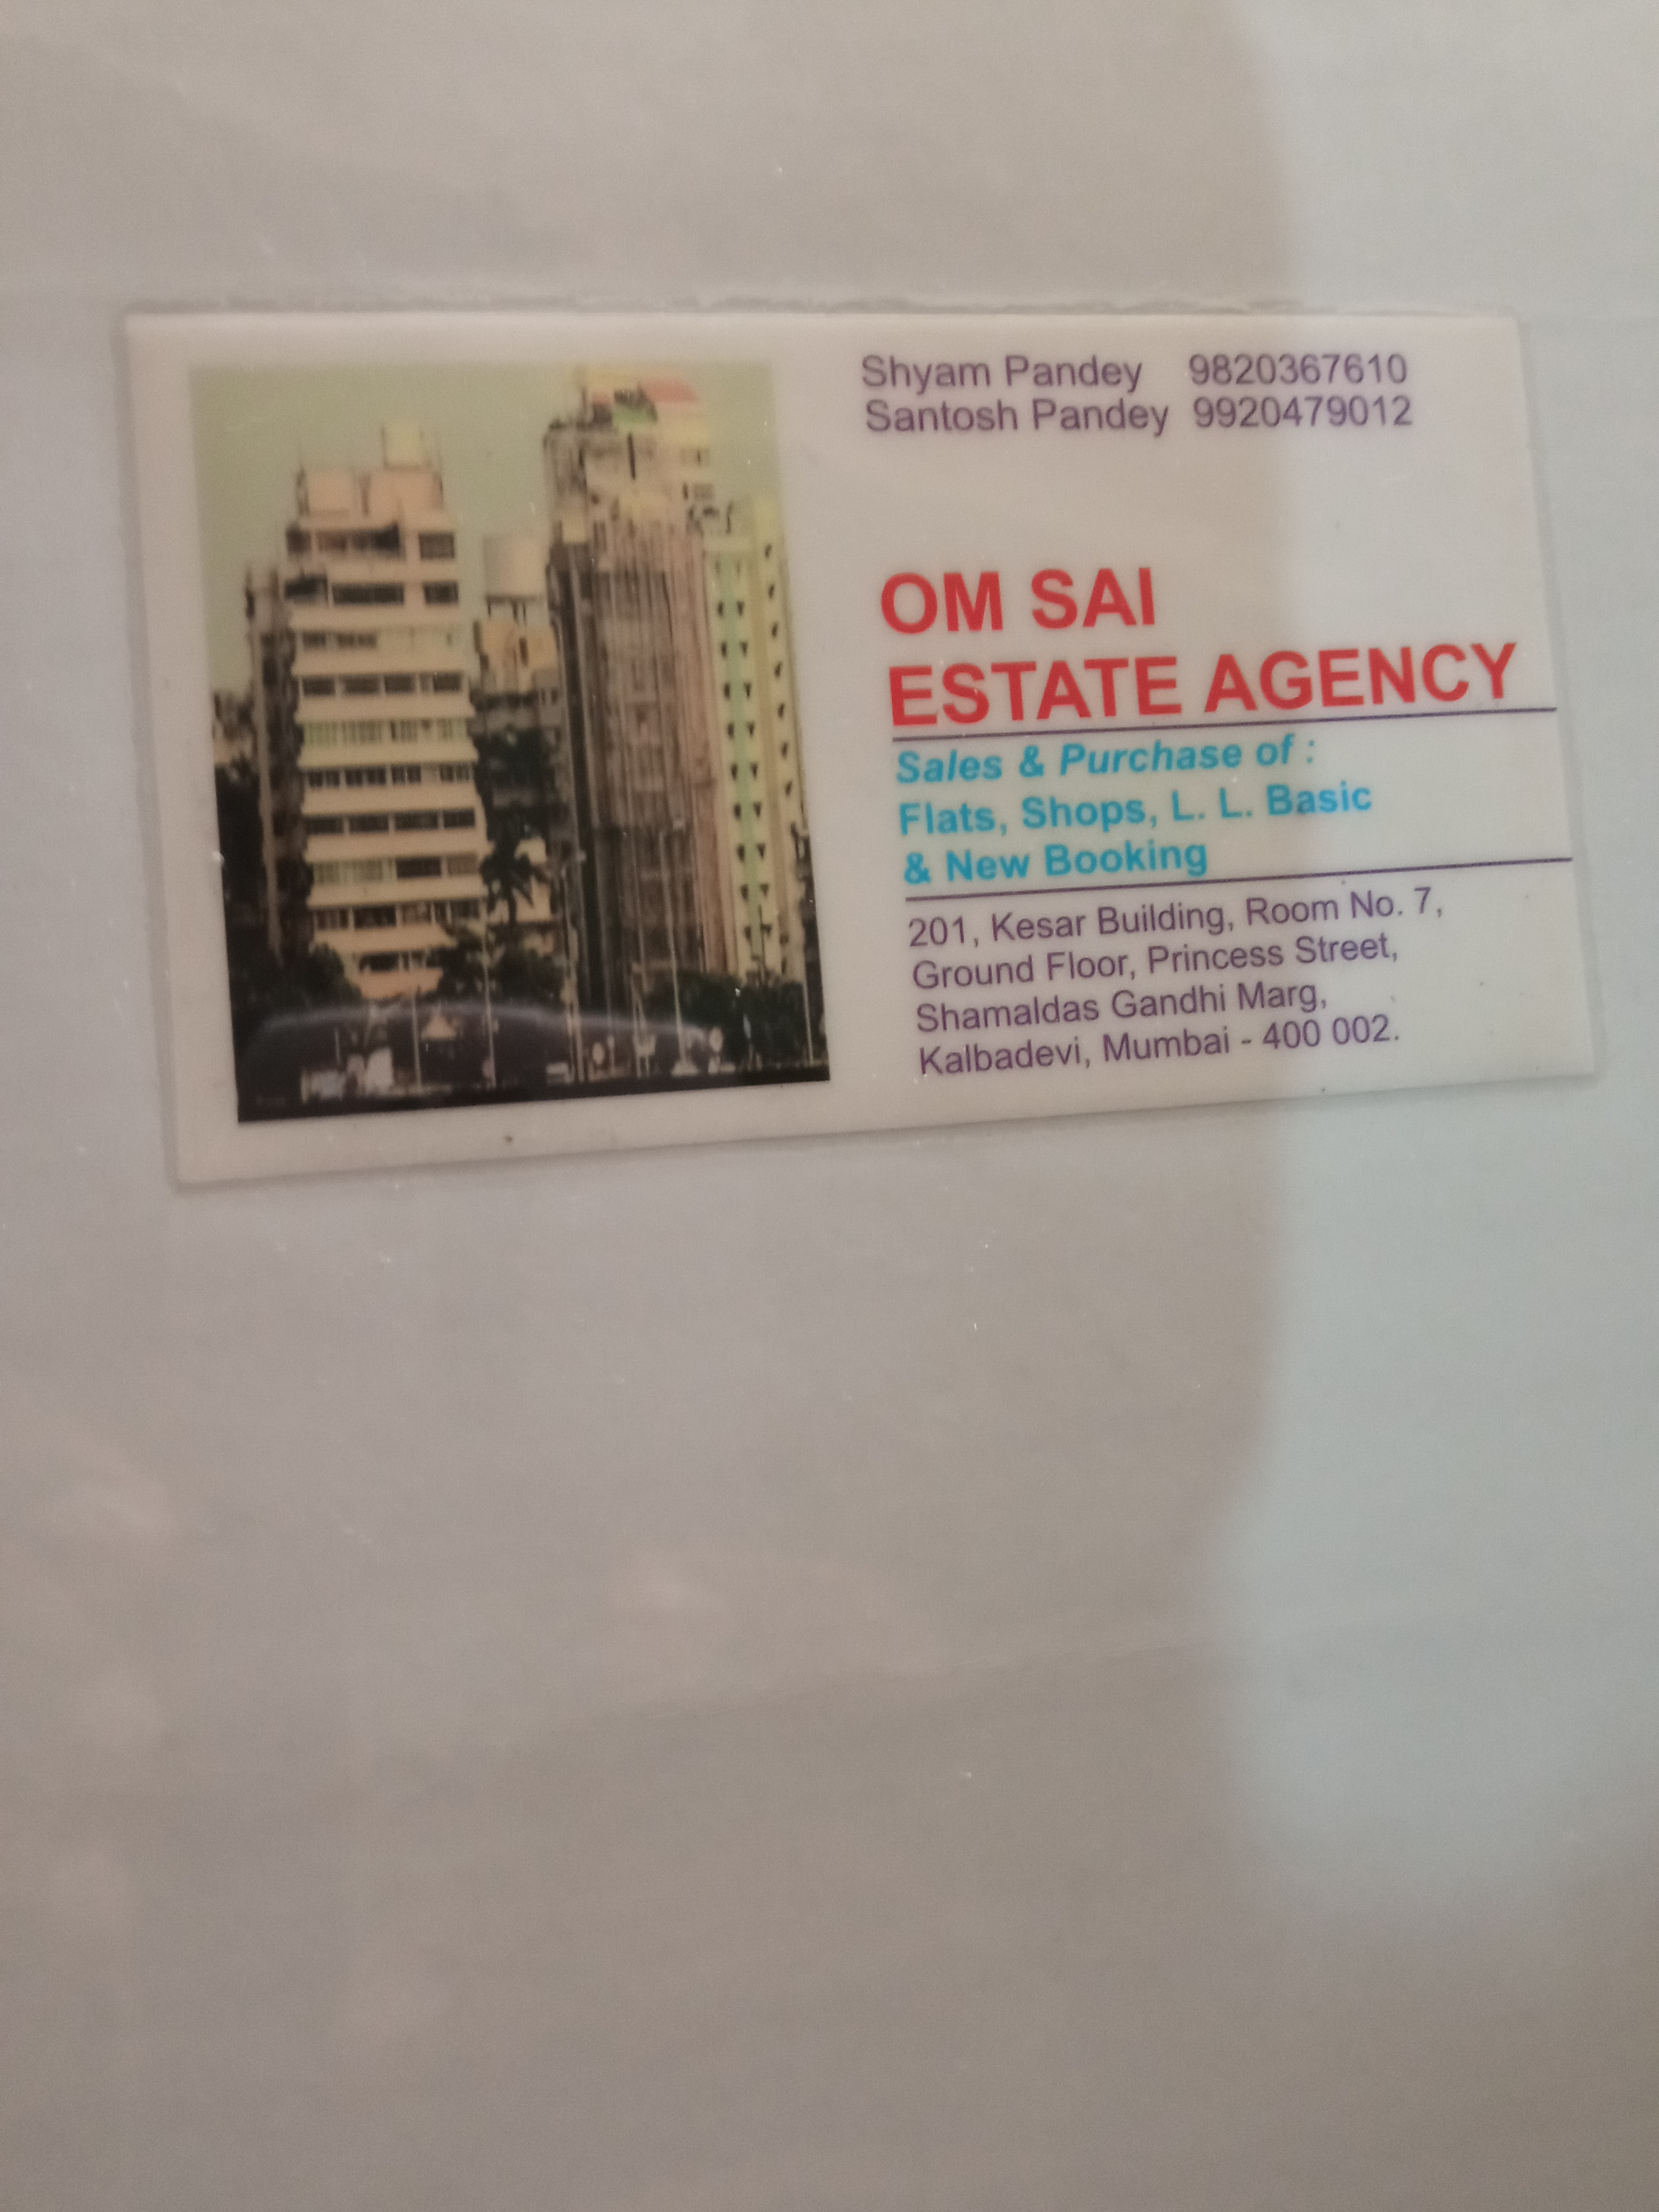 Shyam Pandey 9820367610
Santosh Pandey 9920479012
OM SAI
ESTATE AGENCY
Sales & Purchase of :
Flats, Shops, L. L. Basic
& New Booking
201, Kesar Building, Room No. 7,
Ground Floor, Princess Street,
Shamaldas Gandhi Marg,
Kalbadevi, Mumbai - 400 002.